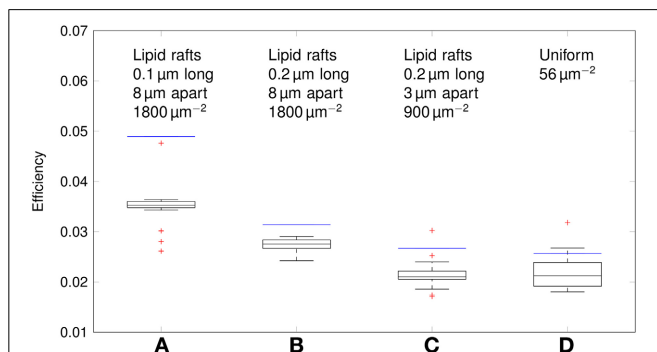 0.07
0.06
0.05
0.04
0.03
0.02
0.01
Efficiency
Lipid rafts
0.1 µm long
8 µm apart
1800 µm⁻²
Lipid rafts
0.2 µm long
8 µm apart
1800 µm⁻²
Lipid rafts
0.2 µm long
3 µm apart
900 µm⁻²
Uniform
56 µm⁻²
A B C D